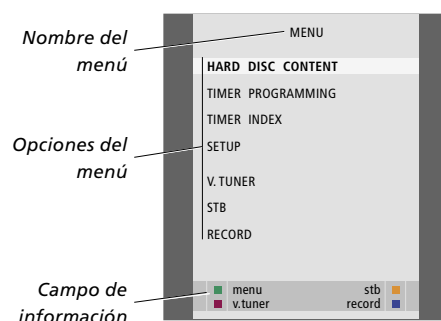 Nombre del
menú
MENU
HARD DISC CONTENT
TIMER PROGRAMMING
TIMER INDEX
Opciones del
menú
SETUP
V. TUNER
STB
RECORD
Campo de
información
menu stb
v.tuner record